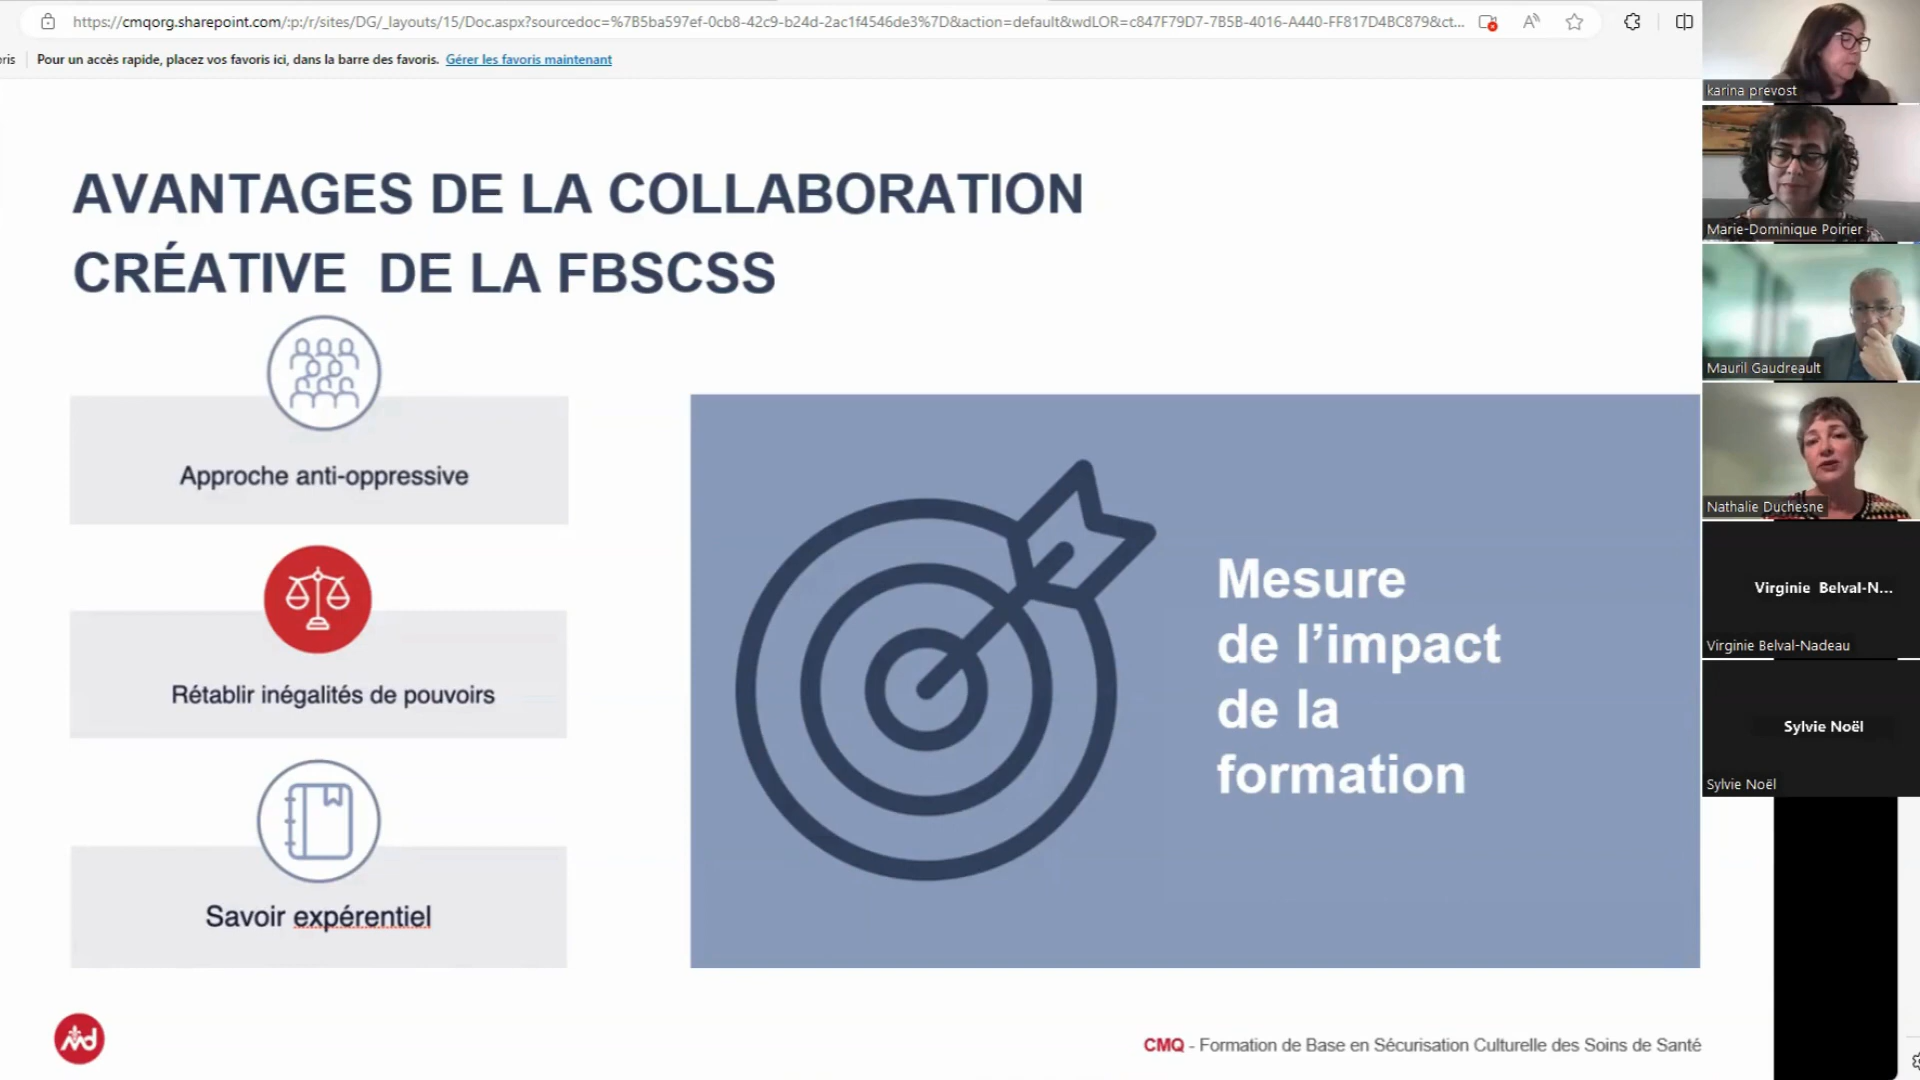 https://cmqorg.sharepoint.com/:p:/r/sites/DG/_layouts/15/Doc.aspx?sourcedoc=%7B5ba597ef-0cb8-42c9-b24d-2ac1f4546de3%7D&action=default&wdLOR=c847F79D7-7B5B-4016-A440-FF817D4BC879&ct...
Pour un accès rapide, placez vos favoris ici, dans la barre des favoris. Gérer les favoris maintenant
AVANTAGES DE LA COLLABORATION
CRÉATIVE DE LA FBSCSS
Approche anti-oppressive
Rétablir inégalités de pouvoirs
Savoir expérentiel
Mesure
de l’impact
de la
formation
CMQ - Formation de Base en Sécurisation Culturelle des Soins de Santé
karina prevost
Marie-Dominique Poirier
Mauril Gaudreault
Nathalie Duchesne
Virginie Belval-N...
Virginie Belval-Nadeau
Sylvie Noël
Sylvie Noël